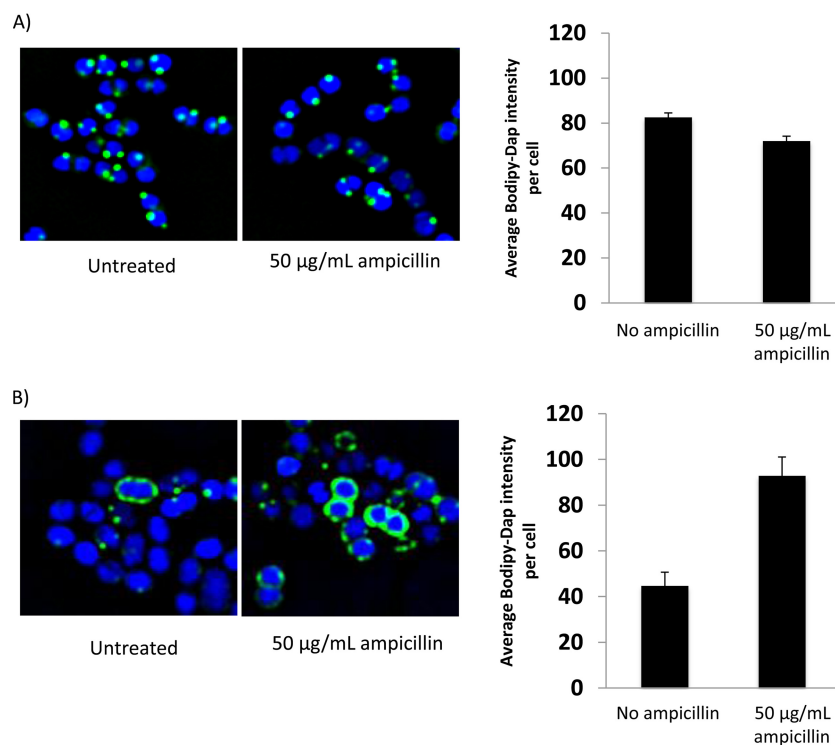 A)
Untreated
50 µg/mL ampicillin
Average Bodipy-Dap intensity
per cell
120
100
80
60
40
20
0
No ampicillin
50 µg/mL
ampicillin
B)
Untreated
50 µg/mL ampicillin
Average Bodipy-Dap intensity
per cell
120
100
80
60
40
20
0
No ampicillin
50 µg/mL
ampicillin